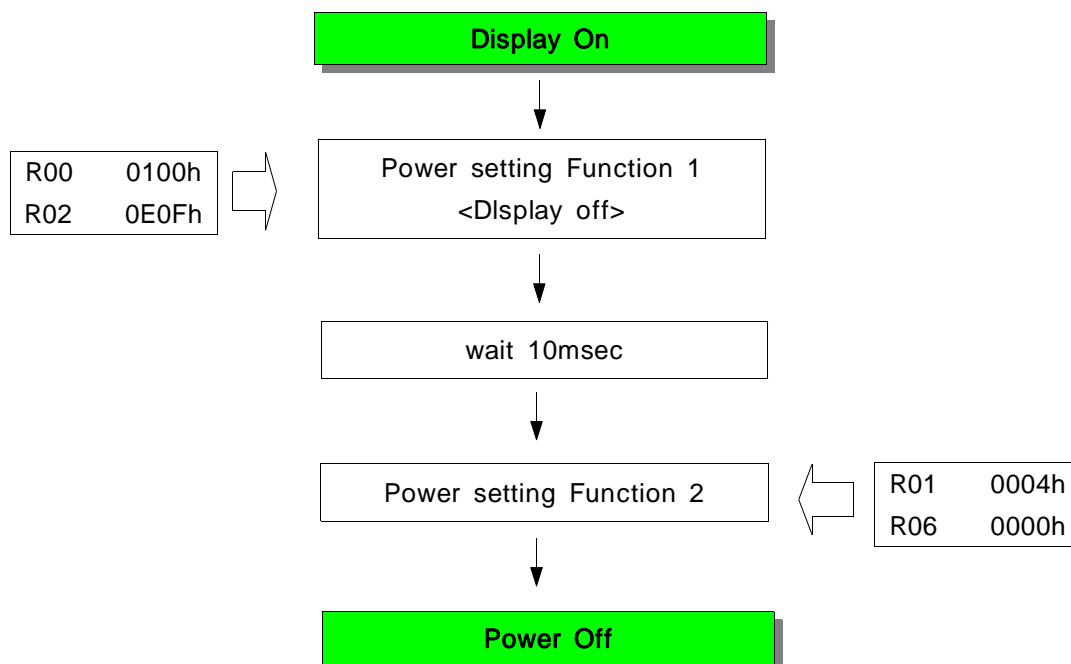 Display On
Power setting Function 1
<DIsplay off>
R00 0100h
R02 0E0Fh
wait 10msec
Power setting Function 2
R01 0004h
R06 0000h
Power Off